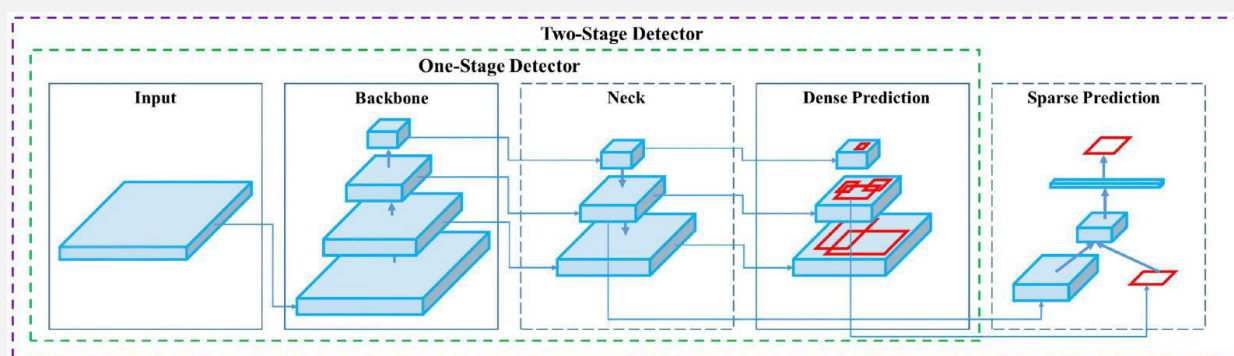 Two-Stage Detector
One-Stage Detector
Input
Backbone
Neck
Dense Prediction
Sparse Prediction